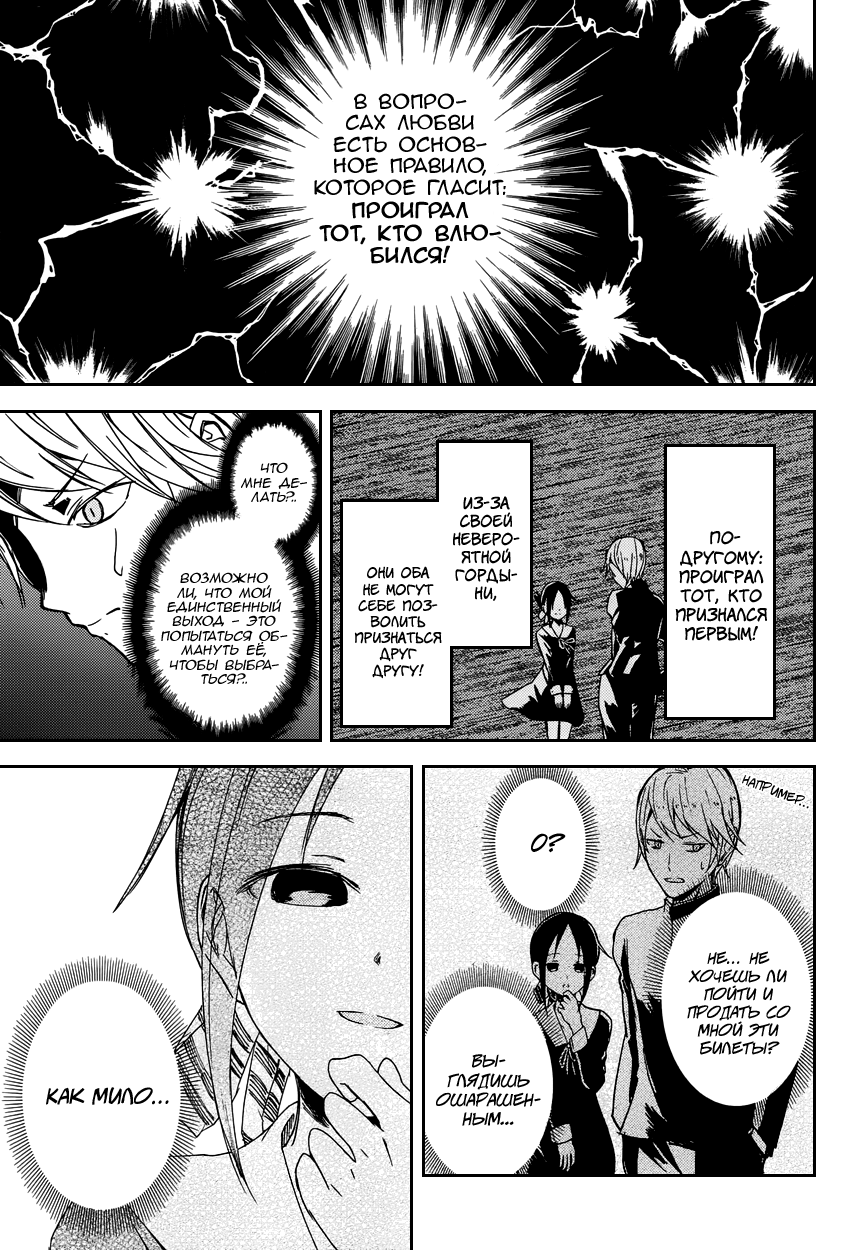 В ВОПРО-
САХ ЛЮБВИ
ЕСТЬ ОСНОВ-
НОЕ ПРАВИЛО,
КОТОРОЕ ГЛАСИТ:
ПРОИГРАЛ
ТОТ, КТО ВЛЮ-
БИЛСЯ!
ПО-
ДРУГОМУ:
ПРОИГРАЛ
ТОТ, КТО
ПРИЗНАЛСЯ
ПЕРВЫМ!
ИЗ-ЗА
СВОЕЙ
НЕВЕРО-
ЯТНОЙ
ГОРДЫ-
НИ,
ОНИ ОБА
НЕ МОГУТ
СЕБЕ ПОЗ-
ВОЛИТЬ
ПРИЗНАТЬСЯ
ДРУГ
ДРУГУ!
ЧТО
МНЕ ДЕ-
ЛАТЬ?.
ВОЗМОЖНО
ЛИ, ЧТО МОЙ
ЕДИНСТВЕННЫЙ
ВЫХОД - ЭТО
ПОПЫТАТЬСЯ ОБ-
МАНУТЬ ЕЁ,
ЧТОБЫ ВЫБРА-
ТЬСЯ?.
НАПРИМЕР...
НЕ... НЕ
ХОЧЕШЬ ЛИ
ПОЙТИ И
ПРОДАТЬ СО
МНОЙ ЭТИ
БИЛЕТЫ?
О?
ВЫ-
ГЛЯДИШЬ
ОШАРАШЕН-
НЫМ...
КАК МИЛО...